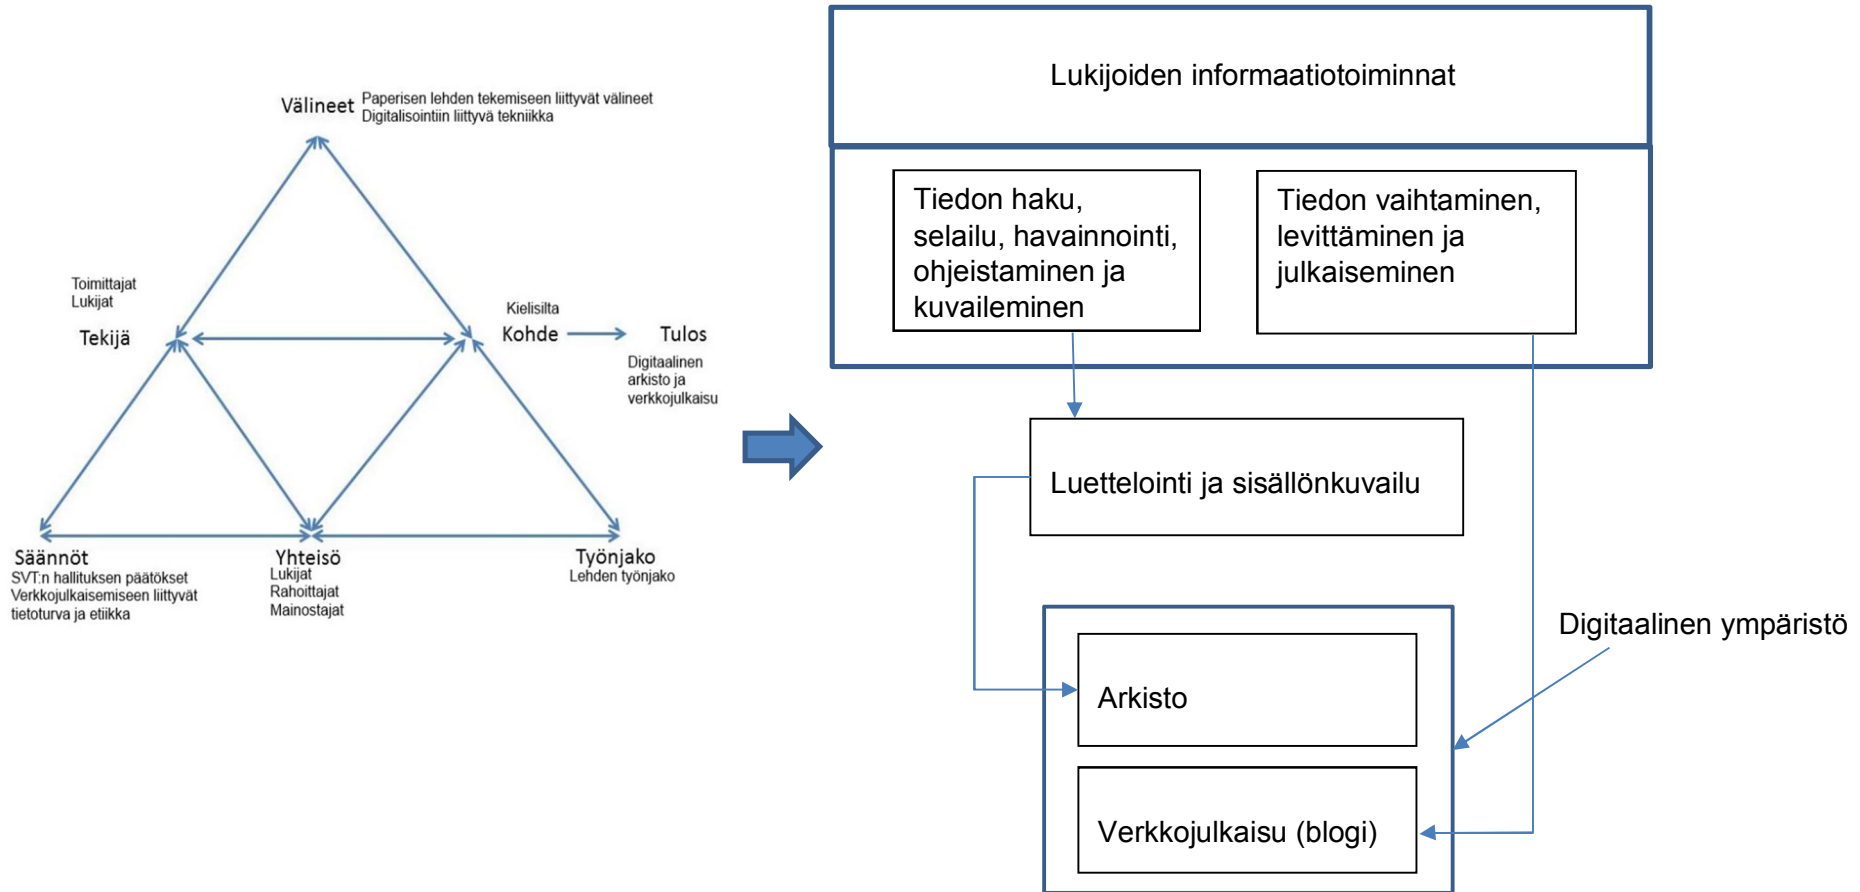 Välineet
Paperisen lehden tekemiseen liittyvät välineet
Digitalisointiin liittyvä tekniikka
Toimittajat
Lukijat
Tekijä
Kielisilta
Kohde
Tulos
Digitaalinen
arkisto ja
verkkojulkaisu
Säännöt
SVT:n hallituksen päätökset
Verkkojulkaisemiseen liittyvät
tietoturva ja etiikka
Yhteisö
Lukijat
Rahoittajat
Mainostajat
Työnjako
Lehden työnjako
Lukijoiden informaatiotoiminnat
Tiedon haku,
selailu, havainnointi,
ohjeistaminen ja
kuvaileminen
Tiedon vaihtaminen,
levittäminen ja
julkaiseminen
Luettelointi ja sisällönkuvailu
Digitaalinen ympäristö
Arkisto
Verkkojulkaisu (blogi)